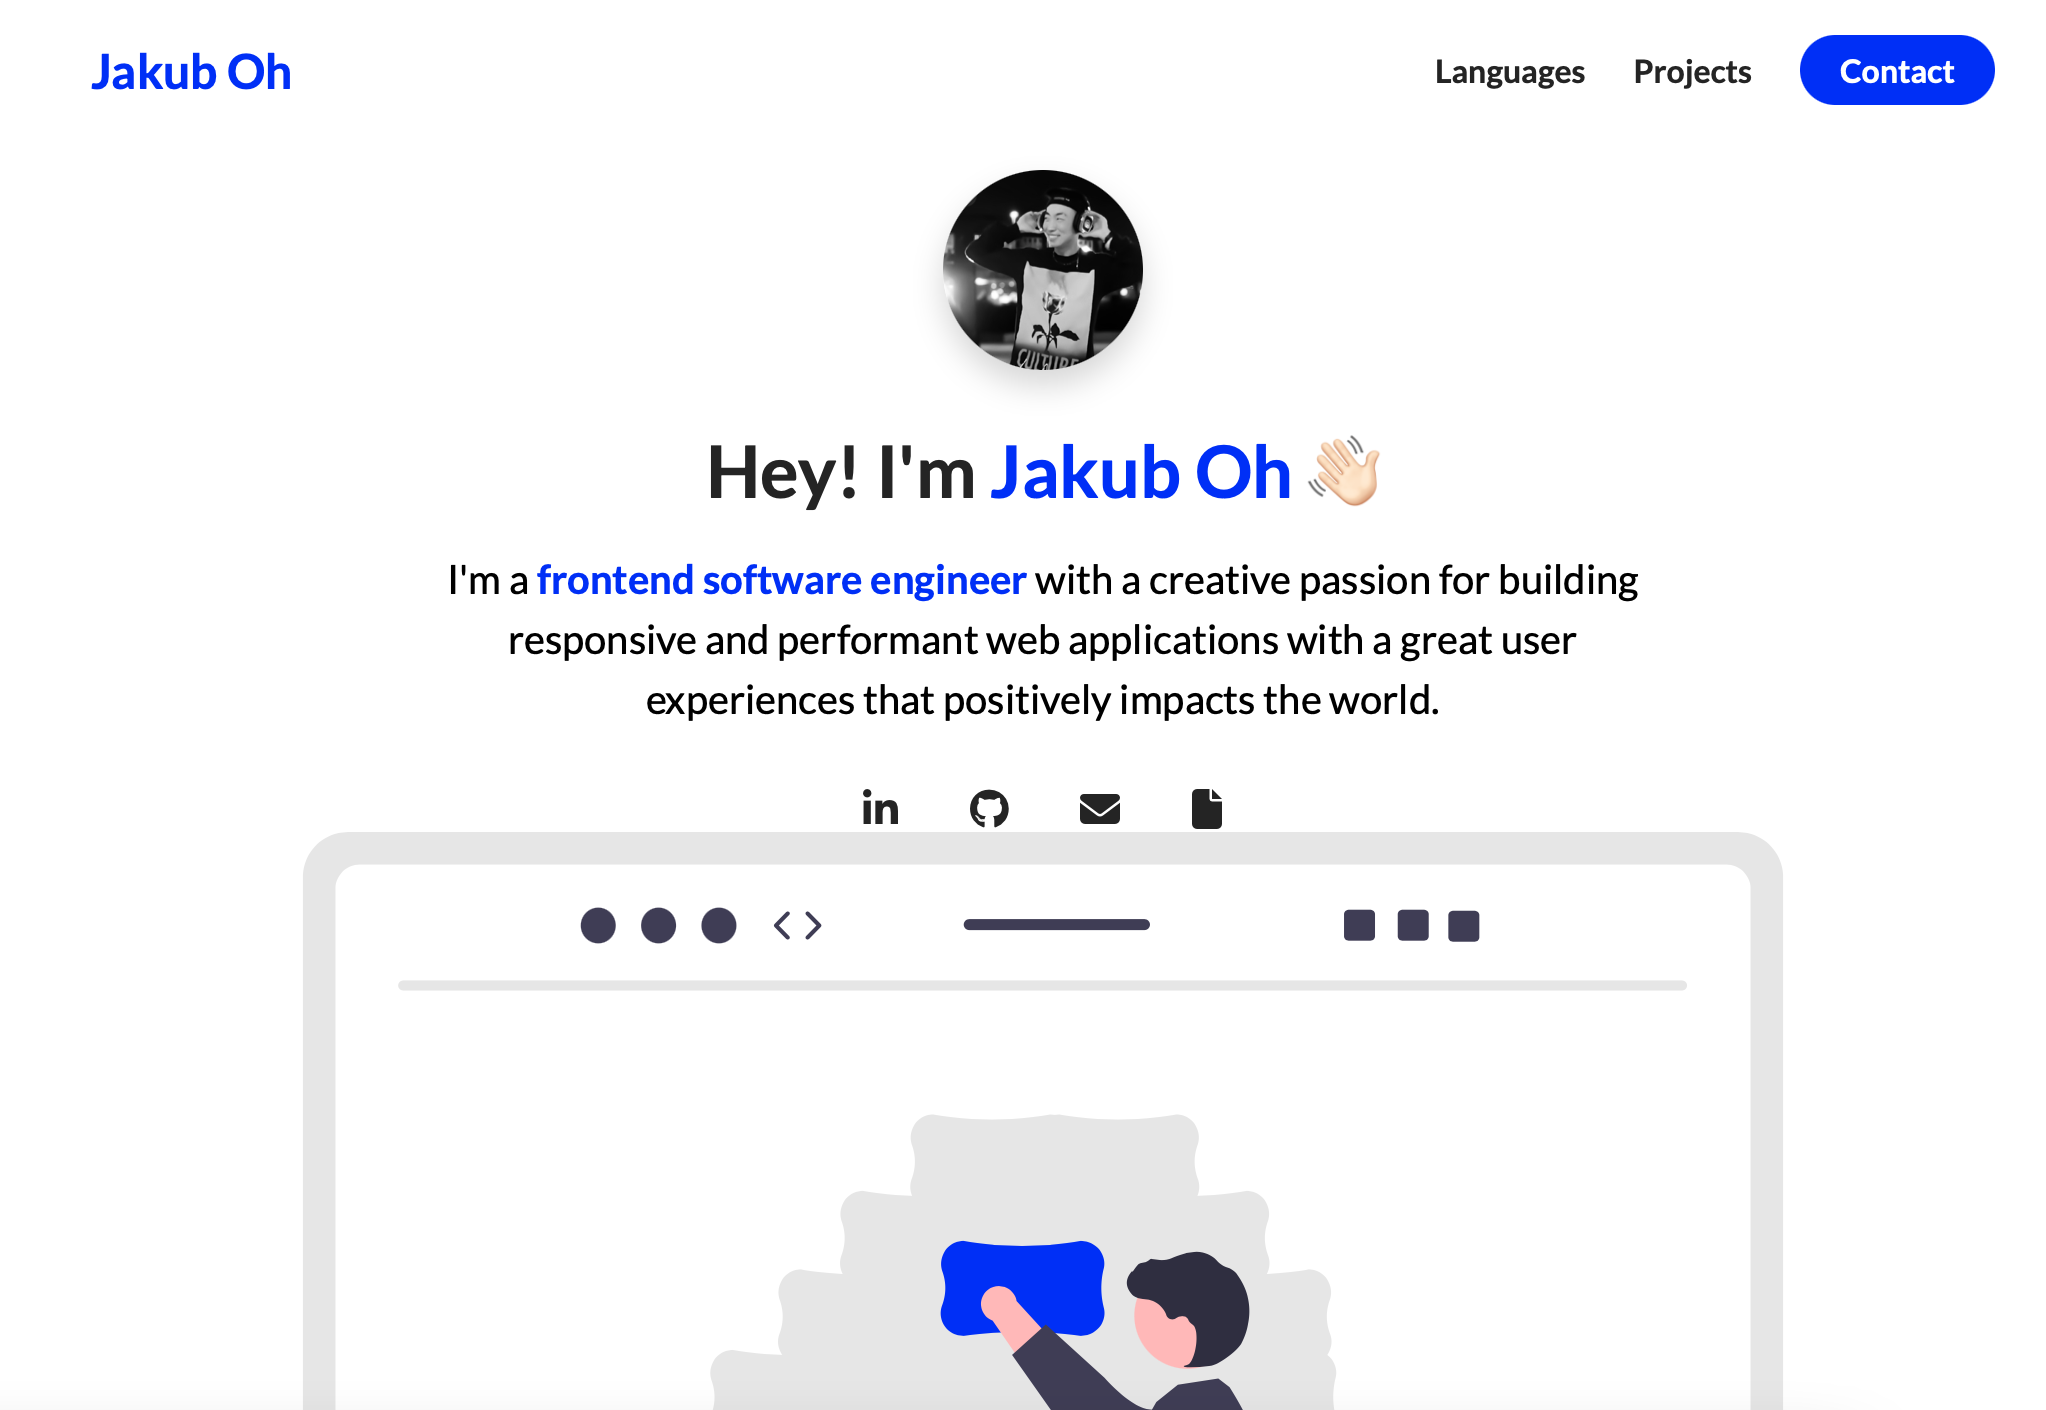 Jakub Oh
Languages Projects Contact
CULTURE
Hey! I'm Jakub Oh 👋🏻
I'm a frontend software engineer with a creative passion for building
responsive and performant web applications with a great user
experiences that positively impacts the world.
in